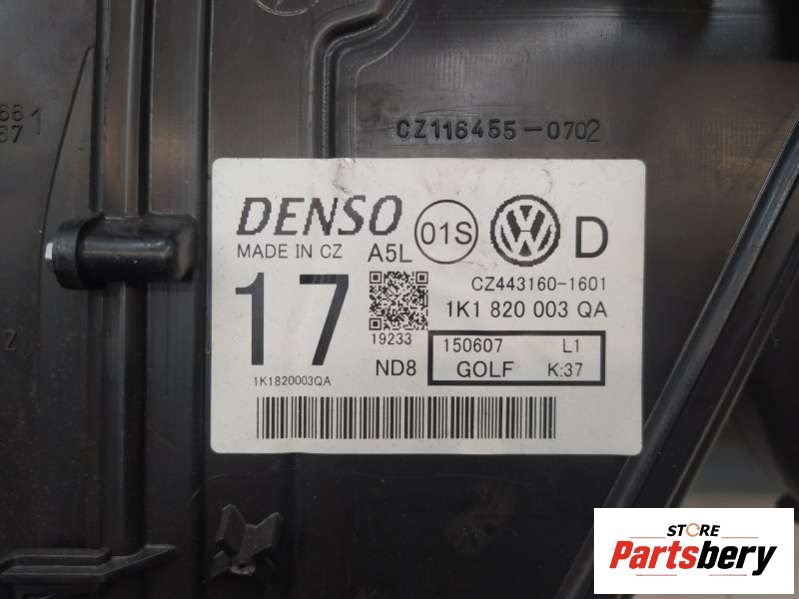 CZ116455-0702
DENSO
MADE IN CZ
A5L
01S
VW
D
17
19233
ND8
CZ443160-1601
1K1 820 003 QA
150607 L1
GOLF K:37
1K1820003QA
Z
STORE
Partsbery